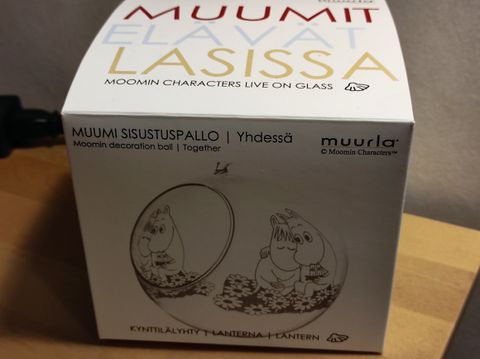 MUUMIT
ELÄVÄT
LASISSA
MOOMIN CHARACTERS LIVE ON GLASS
MUUMI SISUSTUSPALLO | Yhdessä
Moomin decoration ball | Together
muurla®
© Moomin Characters™
KYNTTILÄLYHTY | LANTERNA | LANTERN